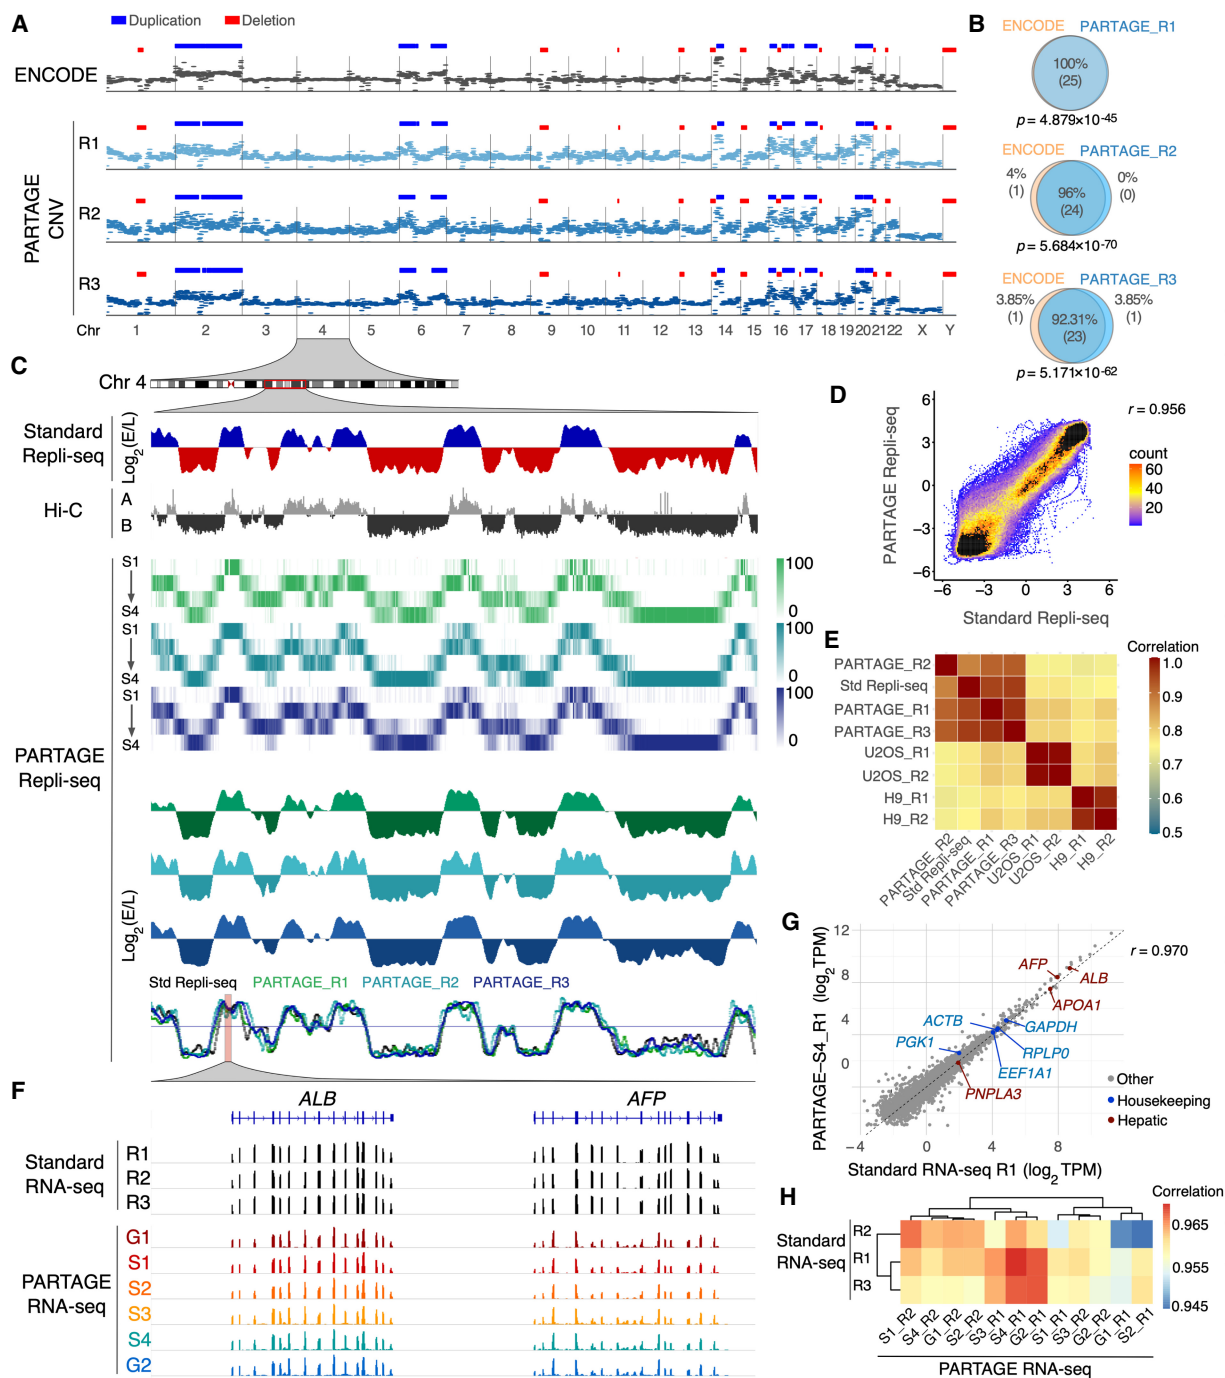 A
Duplication
Deletion
ENCODE
PARTAGE
CNV
R1
R2
R3
Chr
1 2 3 4 5 6 7 8 9 10 11 12 13 14 15 16 17 18 19 20 21 22 X Y
B
ENCODE PARTAGE_R1
100%
(25)
p = 4.879×10-45
ENCODE PARTAGE_R2
4%
(1)
96%
(24)
0%
(0)
p = 5.684×10-70
ENCODE PARTAGE_R3
3.85%
(1)
92.31%
(23)
3.85%
(1)
p = 5.171×10-62
C
Chr 4
Standard
Repli-seq
Log2(E/L)
Hi-C
A
B
PARTAGE
Repli-seq
S1
S4
100
0
S1
S4
100
0
S1
S4
100
0
Log2(E/L)
Std Repli-seq PARTAGE_R1 PARTAGE_R2 PARTAGE_R3
D
PARTAGE Repli-seq
6
3
0
−3
−6
−6 −3 0 3 6
Standard Repli-seq
r = 0.956
count
60
40
20
E
PARTAGE_R2
Std Repli-seq
PARTAGE_R1
PARTAGE_R3
U2OS_R1
U2OS_R2
H9_R1
H9_R2
PARTAGE_R2
Std Repli-seq
PARTAGE_R1
PARTAGE_R3
U2OS_R1
U2OS_R2
H9_R1
H9_R2
Correlation
1.0
0.9
0.8
0.7
0.6
0.5
F
ALB
AFP
Standard
RNA-seq
R1
R2
R3
PARTAGE
RNA-seq
G1
S1
S2
S3
S4
G2
G
PARTAGE−S4_R1 (log2TPM)
12
8
4
0
−4 0 4 8
Standard RNA-seq R1 (log2TPM)
r = 0.970
AFP
ALB
APOA1
ACTB
GAPDH
PGK1
RPLP0
EEF1A1
PNPLA3
Other
Housekeeping
Hepatic
H
Standard
RNA-seq
R2
R1
R3
S1_R2
S4_R2
G1_R2
S2_R2
S3_R1
S4_R1
G2_R1
S1_R1
S3_R2
G2_R2
G1_R1
S2_R1
PARTAGE RNA-seq
Correlation
0.965
0.955
0.945